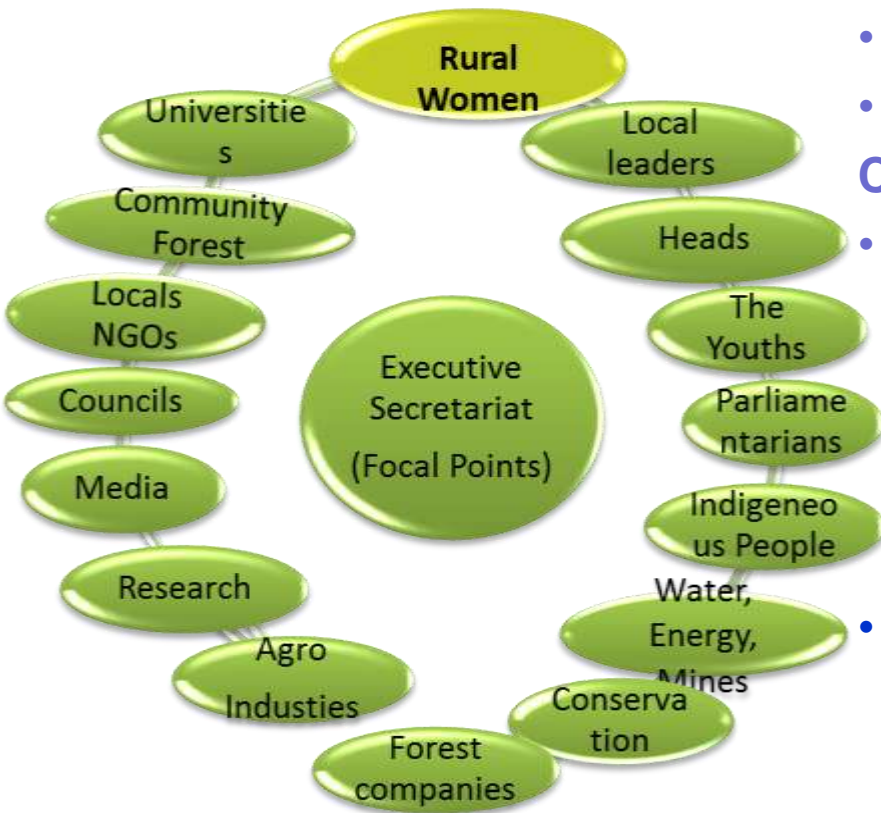 Rural
Women
Universitie
s
Local
leaders
Community
Forest
Heads
Locals
NGOs
The
Youths
Executive
Secretariat
(Focal Points)
Councils
Parliame
ntarians
Media
Indigeneo
us People
Research
Water,
Energy,
Mines
Agro
Industies
Conserva
tion
Forest
companies